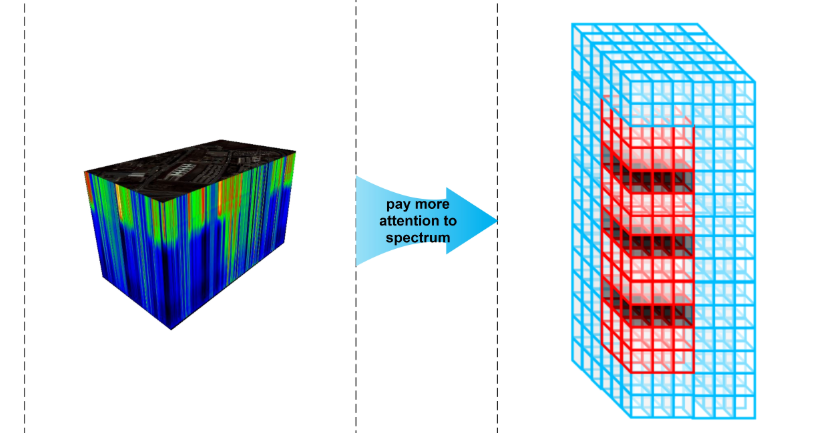 pay more
attention to
spectrum